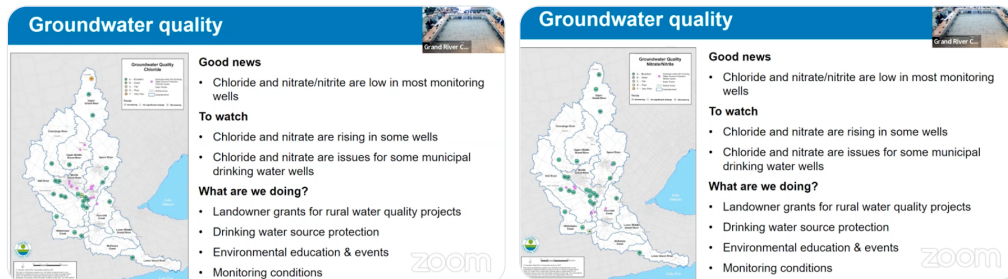 Groundwater quality
Grand River C...
Groundwater Quality
Chloride
Good news
• Chloride and nitrate/nitrite are low in most monitoring
wells
To watch
• Chloride and nitrate are rising in some wells
• Chloride and nitrate are issues for some municipal
drinking water wells
What are we doing?
• Landowner grants for rural water quality projects
• Drinking water source protection
• Environmental education & events
• Monitoring conditions
zoom
Groundwater quality
Grand River C...
Groundwater Quality
Nitrate/Nitrite
Good news
• Chloride and nitrate/nitrite are low in most monitoring
wells
To watch
• Chloride and nitrate are rising in some wells
• Chloride and nitrate are issues for some municipal
drinking water wells
What are we doing?
• Landowner grants for rural water quality projects
• Drinking water source protection
• Environmental education & events
• Monitoring conditions
zoom